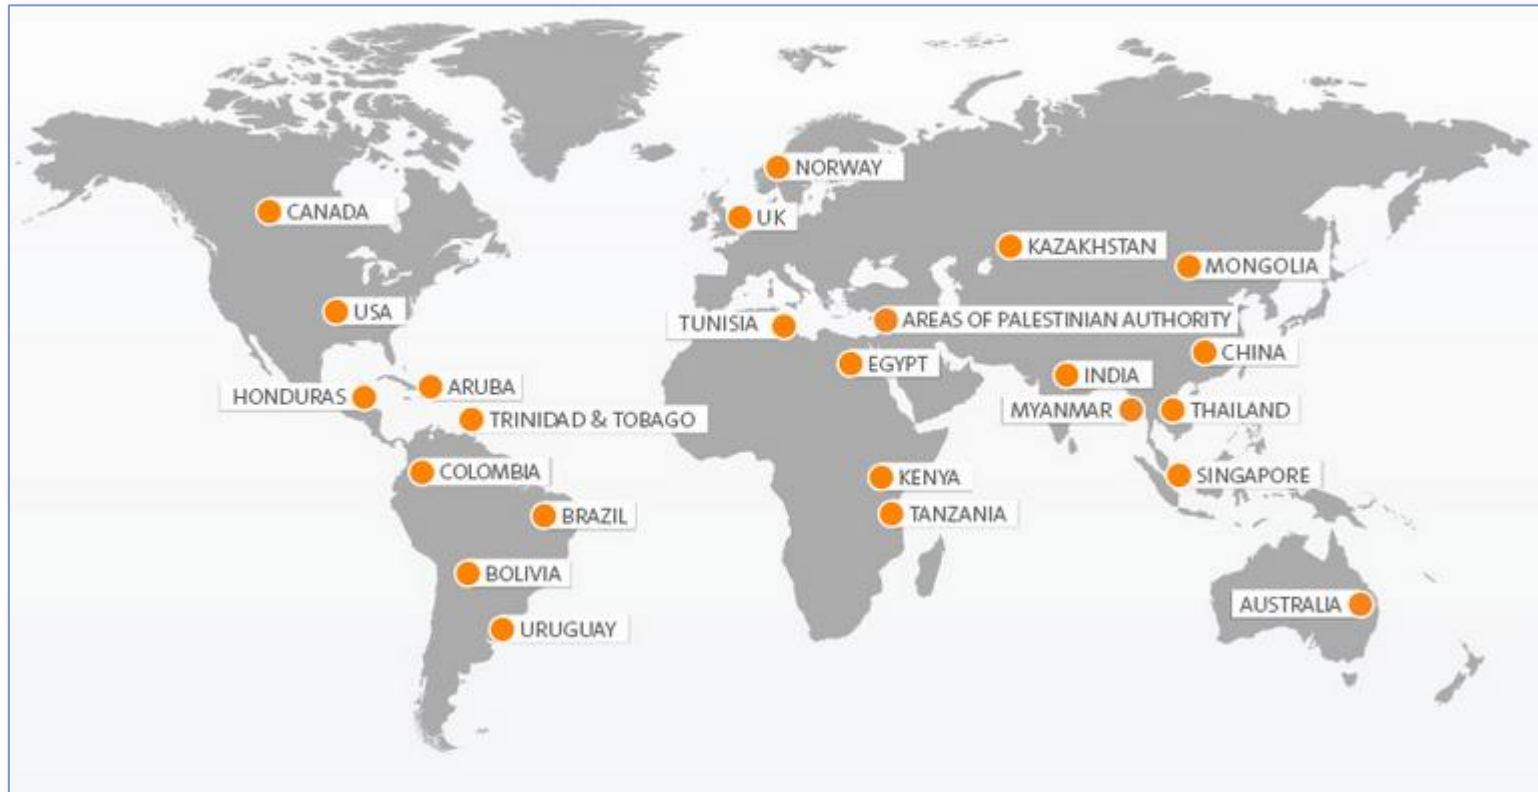 NORWAY
CANADA
UK
KAZAKHSTAN
MONGOLIA
USA
TUNISIA
AREAS OF PALESTINIAN AUTHORITY
CHINA
EGYPT
INDIA
HONDURAS
ARUBA
MYANMAR
THAILAND
TRINIDAD & TOBAGO
COLOMBIA
KENYA
SINGAPORE
BRAZIL
TANZANIA
BOLIVIA
AUSTRALIA
URUGUAY